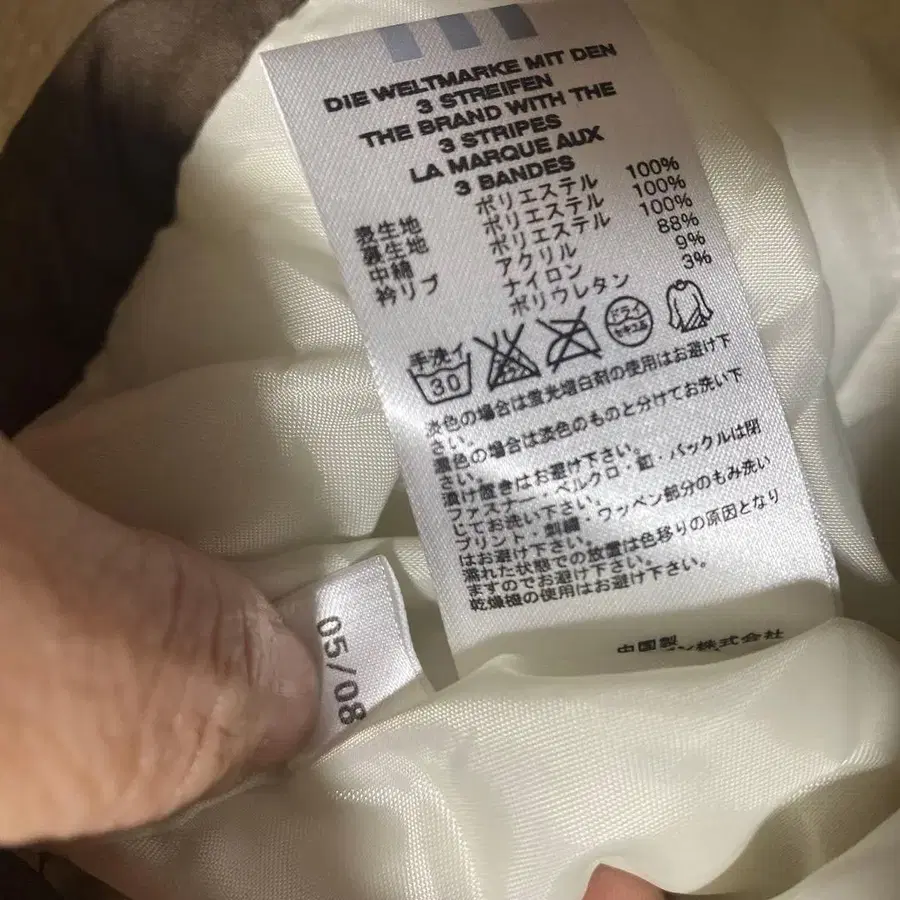 DIE WELTMARKE MIT DEN
3 STREIFEN
THE BRAND WITH THE
3 STRIPES
LA MARQUE AUX
3 BANDES
表生地 ポリエステル 100%
裏生地 ポリエステル 100%
中綿 ポリエステル 100%
衿リブ アクリル 88%
ナイロン 9%
ポリウレタン 3%
手洗イ
30
ドライ
セキユ系
淡色の場合は蛍光増白剤の使用はお避け下
さい。
濃色の場合は淡色のものと分けてお洗い下
さい。
漬け置きはお避け下さい。
ファスナー・ベルクロ・釦・バックルは閉
じてお洗い下さい。
プリント・刺繍・ワッペン部分のもみ洗い
はお避け下さい。
濡れた状態での放置は色移りの原因となり
ますのでお避け下さい。
乾燥機の使用はお避け下さい。
中国製
株式会社
05/08